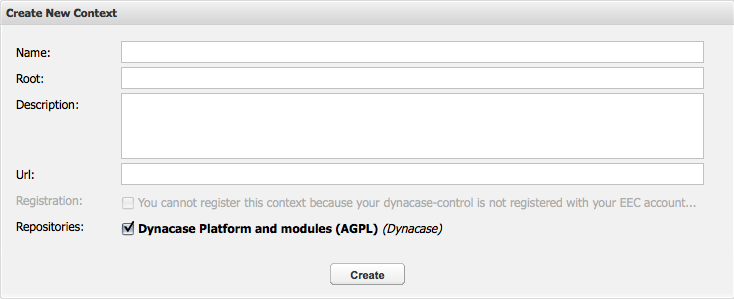 Create New Context
Name:
Root:
Description:
Url:
Registration: You cannot register this context because your dynacase-control is not registered with your EEC account...
Repositories: Dynacase Platform and modules (AGPL) (Dynacase)
Create